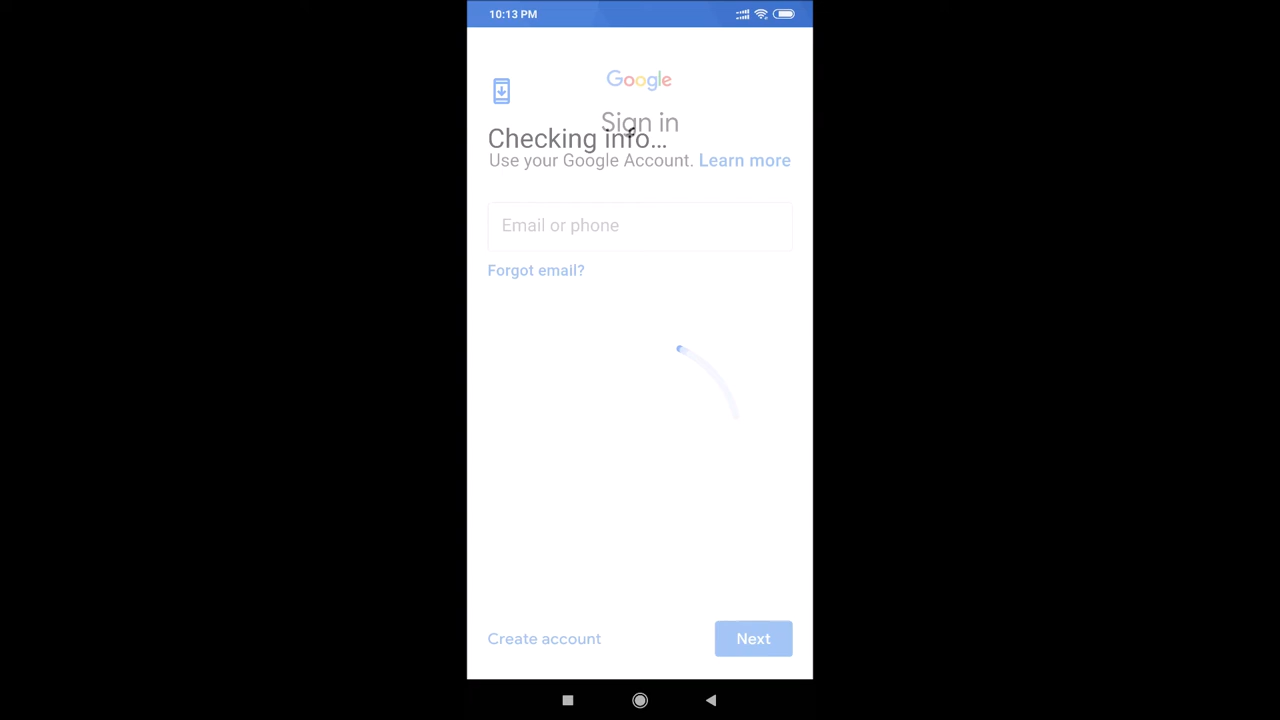 10:13 PM
Google
Sign in
Checking info...
Use your Google Account. Learn more
Email or phone
Forgot email?
Create account
Next